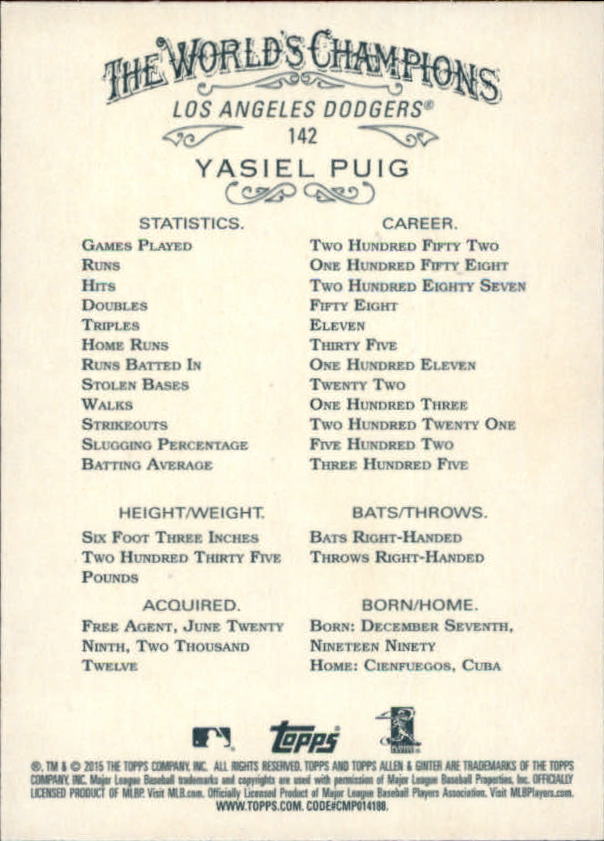 THE WORLD'S CHAMPIONS
LOS ANGELES DODGERS®
142
YASIEL PUIG
STATISTICS. CAREER.
GAMES PLAYED TWO HUNDRED FIFTY TWO
RUNS ONE HUNDRED FIFTY EIGHT
HITS TWO HUNDRED EIGHTY SEVEN
DOUBLES FIFTY EIGHT
TRIPLES ELEVEN
HOME RUNS THIRTY FIVE
RUNS BATTED IN ONE HUNDRED ELEVEN
STOLEN BASES TWENTY TWO
WALKS ONE HUNDRED THREE
STRIKEOUTS TWO HUNDRED TWENTY ONE
SLUGGING PERCENTAGE FIVE HUNDRED TWO
BATTING AVERAGE THREE HUNDRED FIVE
HEIGHT/WEIGHT.
SIX FOOT THREE INCHES
TWO HUNDRED THIRTY FIVE
POUNDS
BATS/THROWS.
BATS RIGHT-HANDED
THROWS RIGHT-HANDED
ACQUIRED.
FREE AGENT, JUNE TWENTY
NINTH, TWO THOUSAND
TWELVE
BORN/HOME.
BORN: DECEMBER SEVENTH,
NINETEEN NINETY
HOME: CIENFUEGOS, CUBA
Topps
®, TM & © 2015 THE TOPPS COMPANY, INC. ALL RIGHTS RESERVED. TOPPS AND TOPPS ALLEN & GINTER ARE TRADEMARKS OF THE TOPPS
COMPANY, INC. Major League Baseball trademarks and copyrights are used with permission of Major League Baseball Properties, Inc. OFFICIALLY
LICENSED PRODUCT OF MLBP. Visit MLB.com. Officially Licensed Product of Major League Baseball Players Association. Visit MLBPlayers.com.
WWW.TOPPS.COM. CODE#CMP014188.